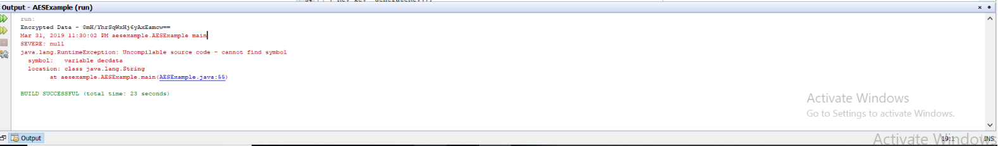 Output - AESExample (run)
run:
Encrypted Data - 8mH/YhrSqWxHj6yAxEamcw==
Mar 31, 2019 11:30:02 PM aesexample.AESExample main
SEVERE: null
java.lang.RuntimeException: Uncompilable source code - cannot find symbol
symbol: variable decdata
location: class java.lang.String
at aesexample.AESExample.main(AESExample.java:55)
BUILD SUCCESSFUL (total time: 23 seconds)
Activate Windows
Go to Settings to activate Windows.
Output
Activate Windows
19:1 INS